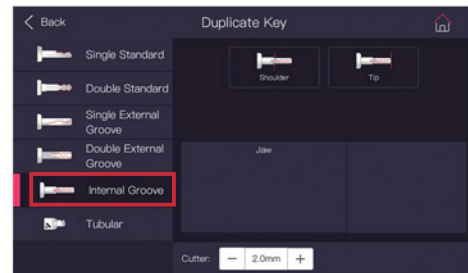 Back
Duplicate Key
Single Standard
Double Standard
Single External
Groove
Double External
Groove
Internal Groove
Tubular
Shoulder
Tip
Jaw
Cutter: − 2.0mm +